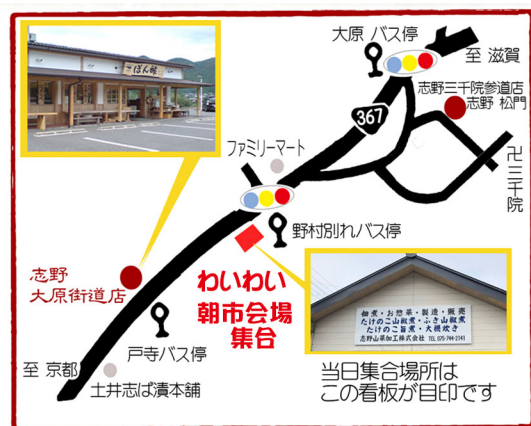 大原 バス停
至 滋賀
志野三千院参道店
志野 松門
367
卍三千院
ファミリーマート
野村別れバス停
志野
大原街道店
わいわい
朝市会場
集合
戸寺バス停
至 京都
土井志ば漬本舗
佃煮・お惣菜・製造・販売
たけのこ山椒煮・ふき山椒煮
たけのこ旨煮・大根炊き
志野山菜加工株式会社 TEL 075-744-2141
当日集合場所は
この看板が目印です